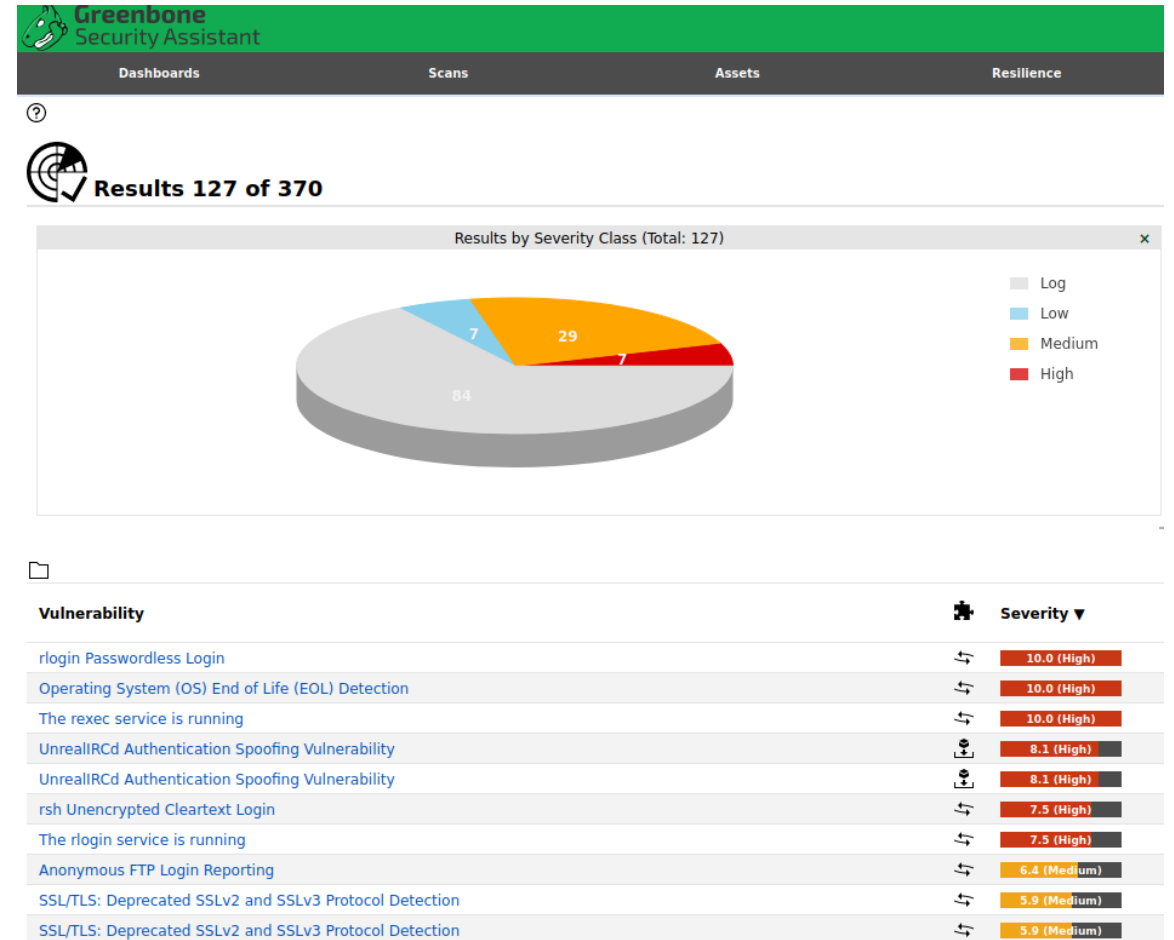 Greenbone
Security Assistant
Dashboards Scans Assets Resilience
?
Results 127 of 370
Results by Severity Class (Total: 127) ×
Log
Low
Medium
High
7
29
7
84
Vulnerability Severity ▼
rlogin Passwordless Login 10.0 (High)
Operating System (OS) End of Life (EOL) Detection 10.0 (High)
The rexec service is running 10.0 (High)
UnrealIRCd Authentication Spoofing Vulnerability 8.1 (High)
UnrealIRCd Authentication Spoofing Vulnerability 8.1 (High)
rsh Unencrypted Cleartext Login 7.5 (High)
The rlogin service is running 7.5 (High)
Anonymous FTP Login Reporting 6.4 (Medium)
SSL/TLS: Deprecated SSLv2 and SSLv3 Protocol Detection 5.9 (Medium)
SSL/TLS: Deprecated SSLv2 and SSLv3 Protocol Detection 5.9 (Medium)